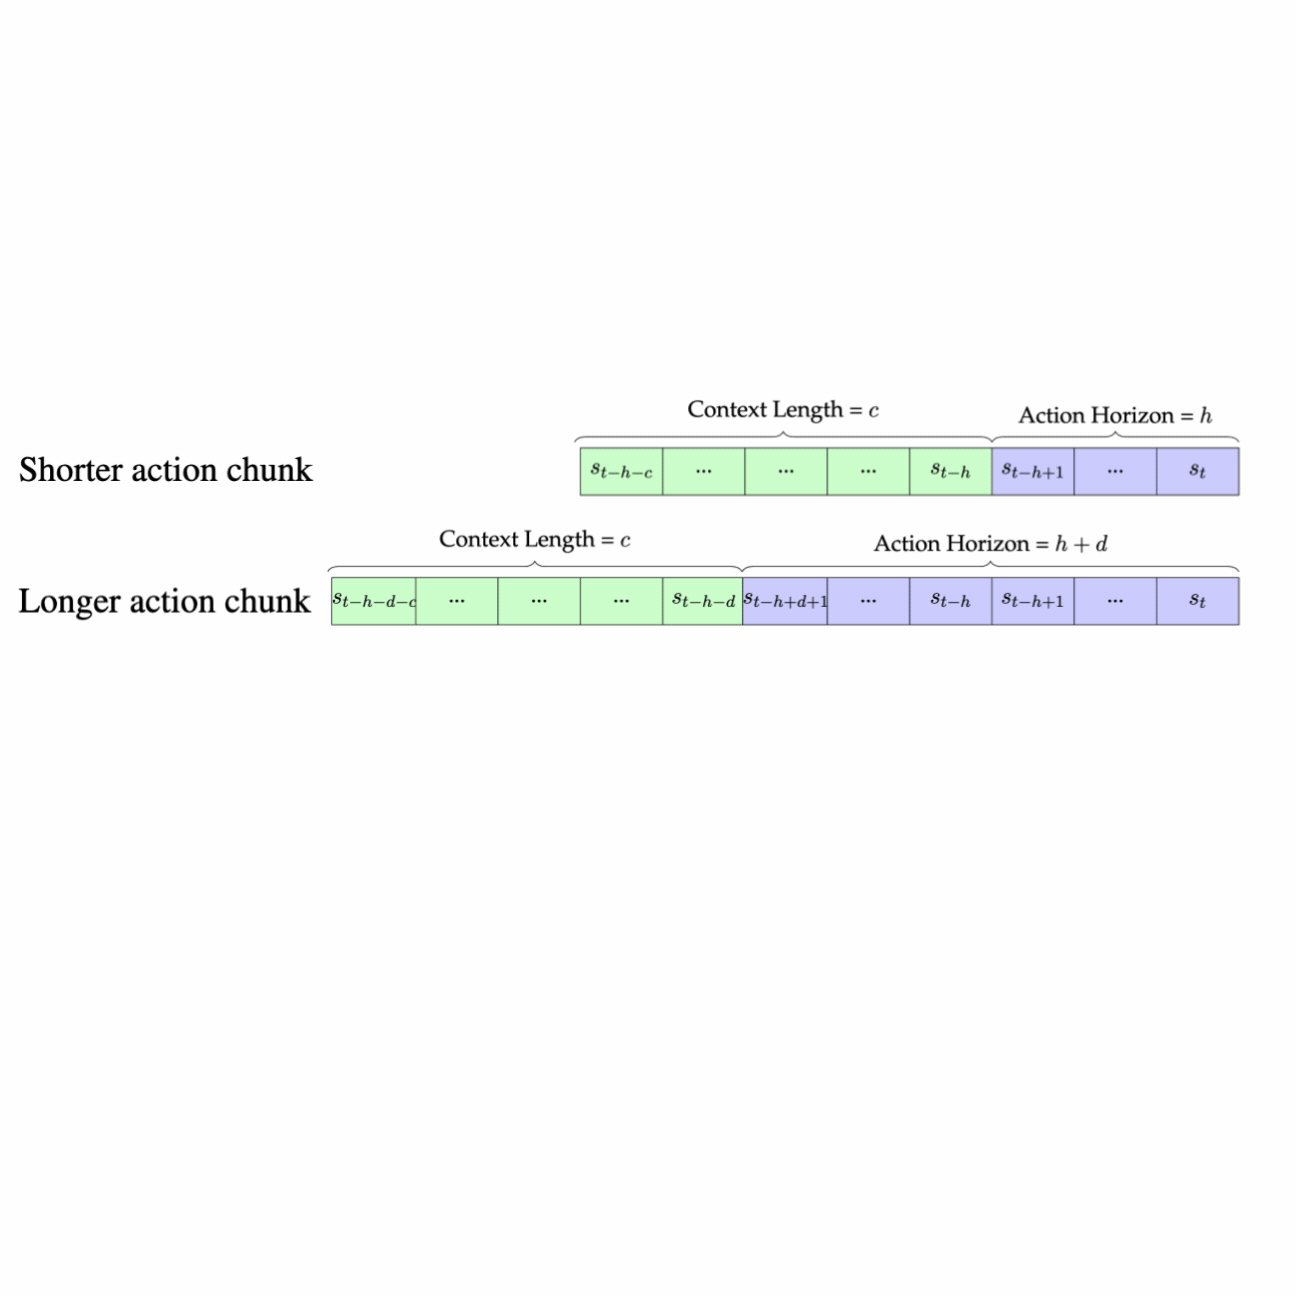 Context Length = c Action Horizon = h
Shorter action chunk s_{t−h−c} ... ... ... s_{t−h} s_{t−h+1} ... s_t
Context Length = c Action Horizon = h + d
Longer action chunk s_{t−h−d−c} ... ... ... s_{t−h−d} s_{t−h+d+1} ... s_{t−h} s_{t−h+1} ... s_t